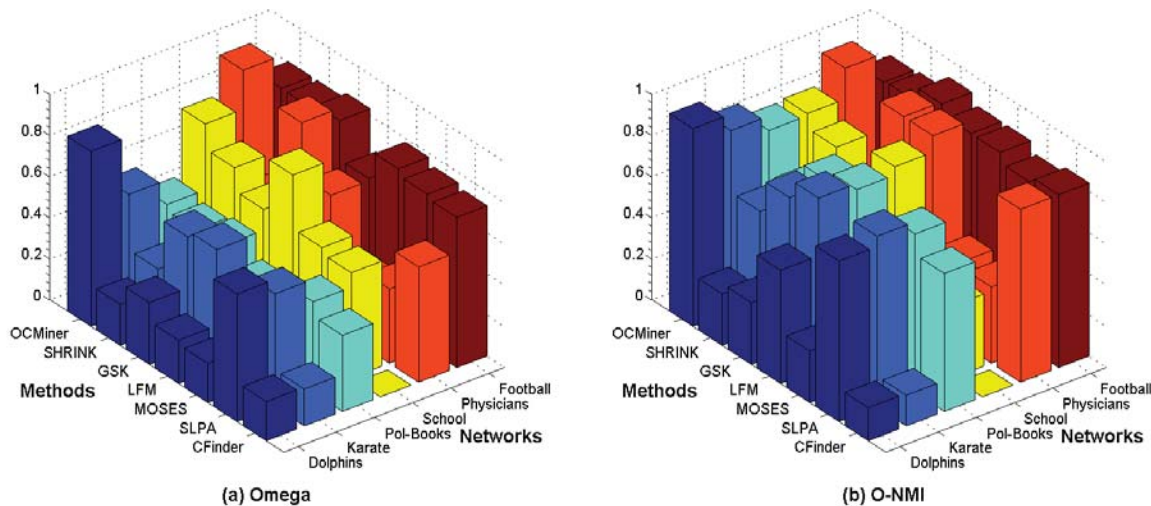 1
0.8
0.6
0.4
0.2
0
OCMiner
SHRINK
GSK
LFM
MOSES
SLPA
CFinder
Methods
Football
Physicians
School
Pol-Books
Karate
Dolphins
Networks
(a) Omega
1
0.8
0.6
0.4
0.2
0
OCMiner
SHRINK
GSK
LFM
MOSES
SLPA
CFinder
Methods
Football
Physicians
School
Pol-Books
Karate
Dolphins
Networks
(b) O-NMI